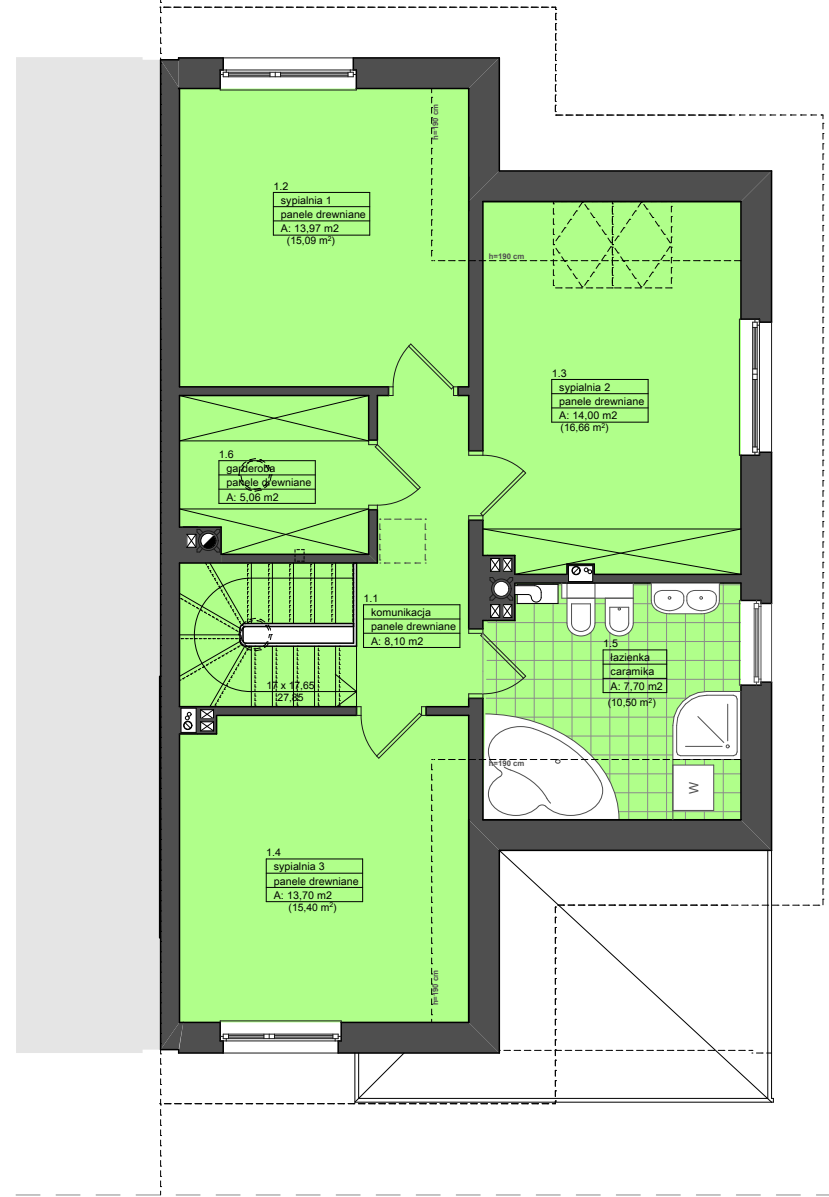 h=190 cm
1.2
sypialnia 1
panele drewniane
A: 13,97 m2
(15,09 m²)
h=190 cm
1.3
sypialnia 2
panele drewniane
A: 14,00 m2
(16,66 m²)
1.6
garderoba
panele drewniane
A: 5,06 m2
1.1
komunikacja
panele drewniane
A: 8,10 m2
1.5
łazienka
caramika
A: 7,70 m2
(10,50 m²)
17 x 17,65
27,85
h=190 cm
W
1.4
sypialnia 3
panele drewniane
A: 13,70 m2
(15,40 m²)
h=190 cm